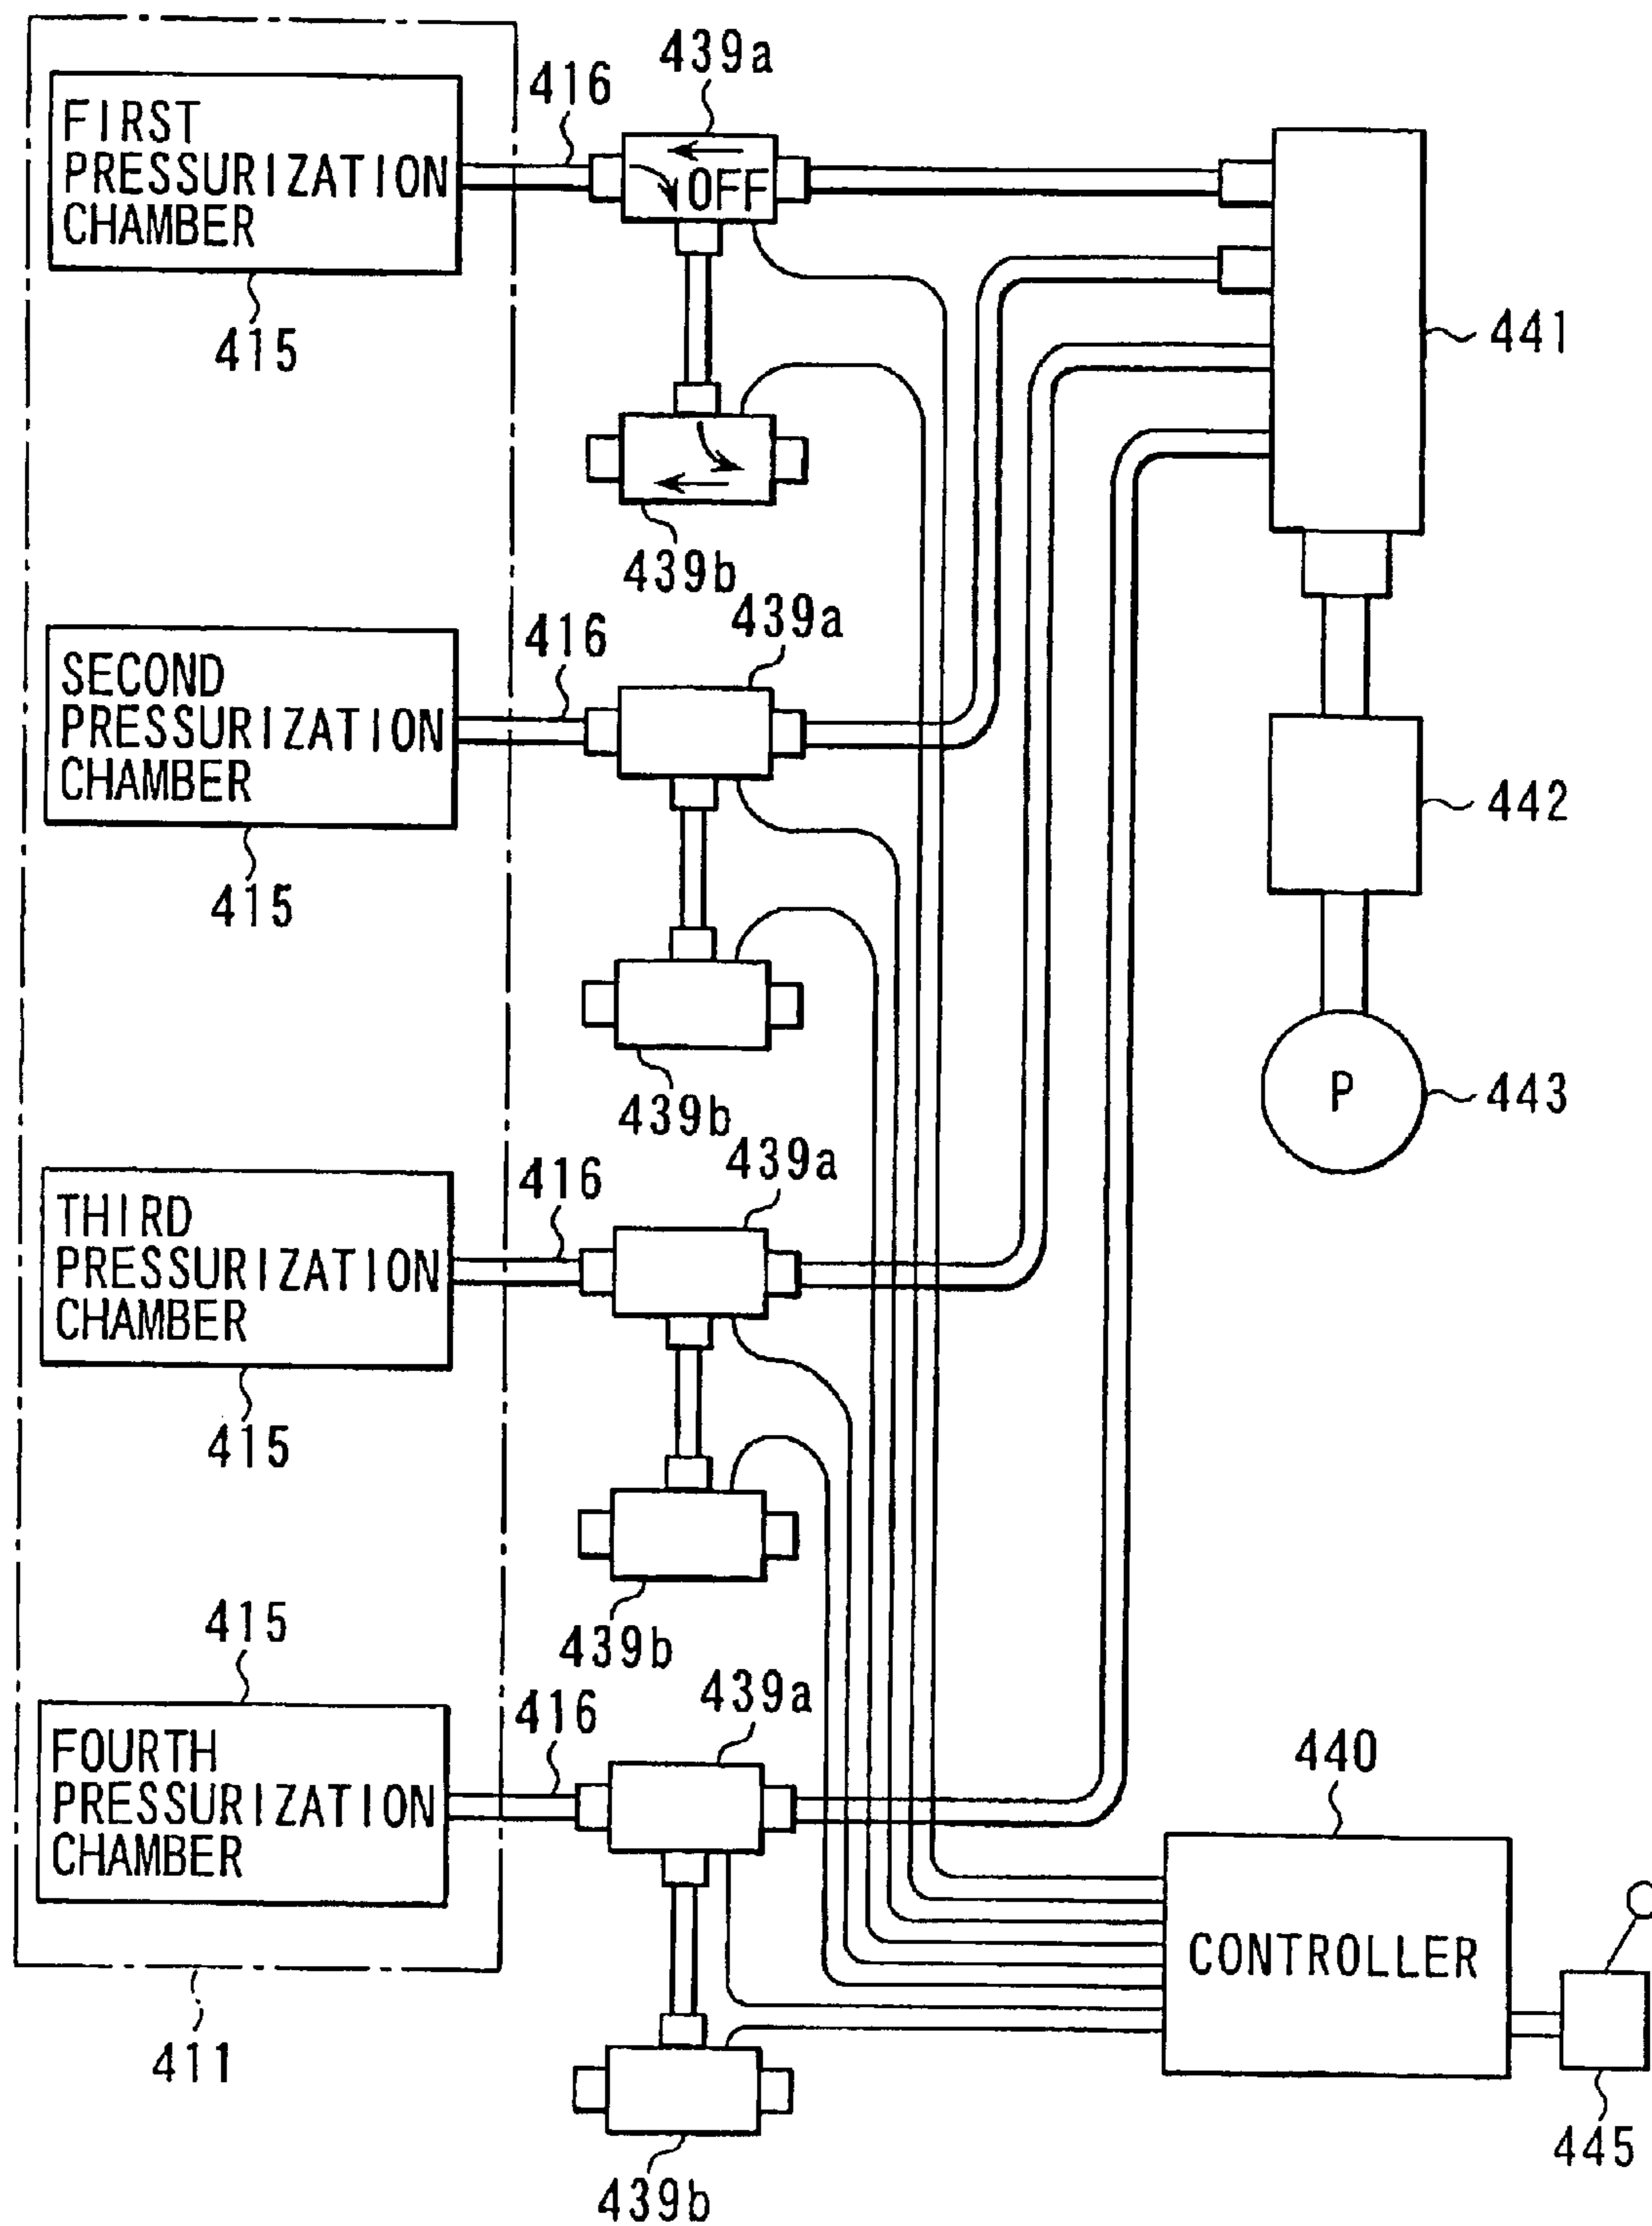 439a
416
FIRST
PRESSURIZATION
CHAMBER
OFF
415
441
439b
439a
416
SECOND
PRESSURIZATION
CHAMBER
442
415
443
P
439b
439a
416
THIRD
PRESSURIZATION
CHAMBER
415
415
439b
439a
416
440
FOURTH
PRESSURIZATION
CHAMBER
CONTROLLER
411
445
439b